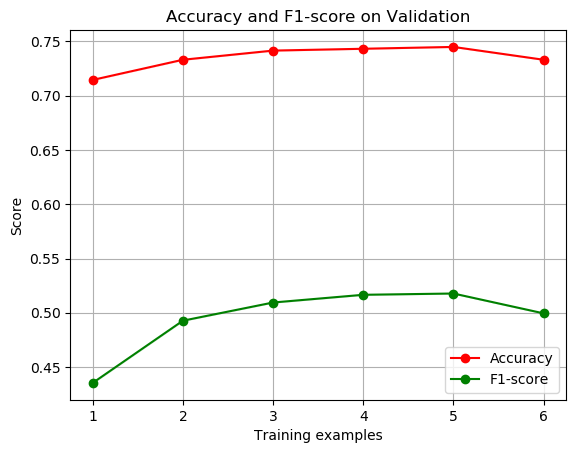 Accuracy and F1-score on Validation
0.75
0.70
0.65
0.60
0.55
0.50
0.45
Score
Accuracy
F1-score
1 2 3 4 5 6
Training examples